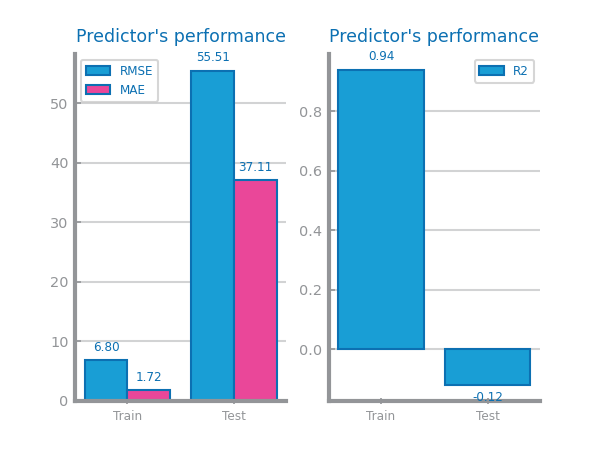 Predictor's performance
RMSE
MAE
55.51
37.11
6.80
1.72
50
40
30
20
10
0
Train
Test
Predictor's performance
R2
0.94
-0.12
0.8
0.6
0.4
0.2
0.0
Train
Test